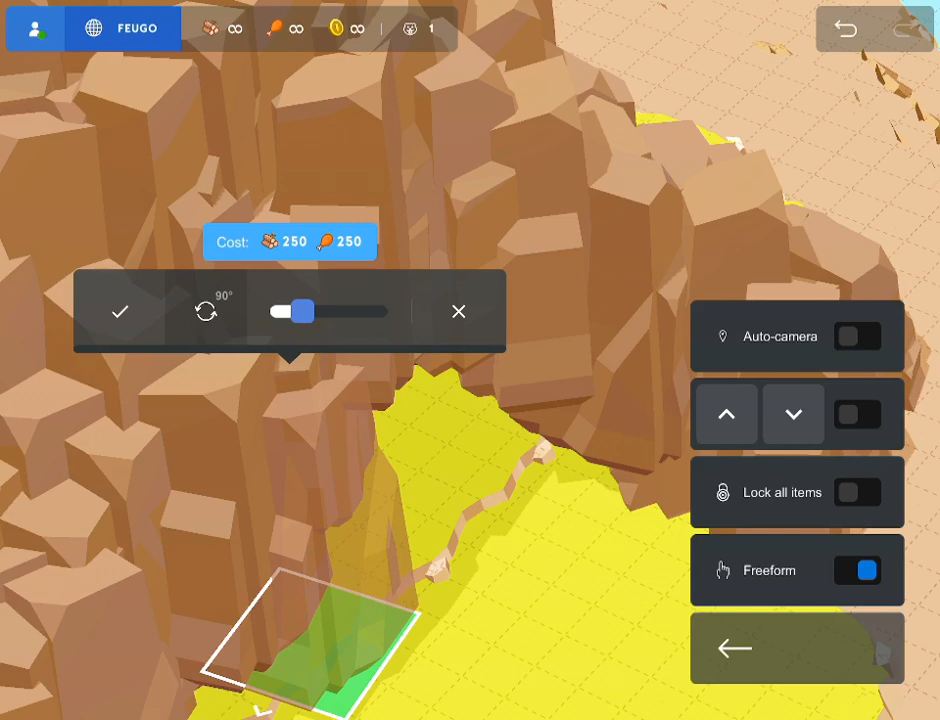 FEUGO ∞ ∞ ∞ 1
Cost: 250 250
90°
Auto-camera
Lock all items
Freeform